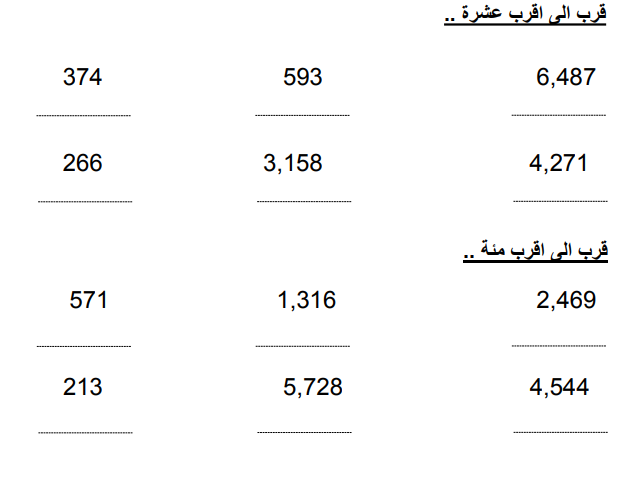 قرب الى اقرب عشرة ..
6,487 593 374
4,271 3,158 266
قرب الى اقرب مئة ..
2,469 1,316 571
4,544 5,728 213